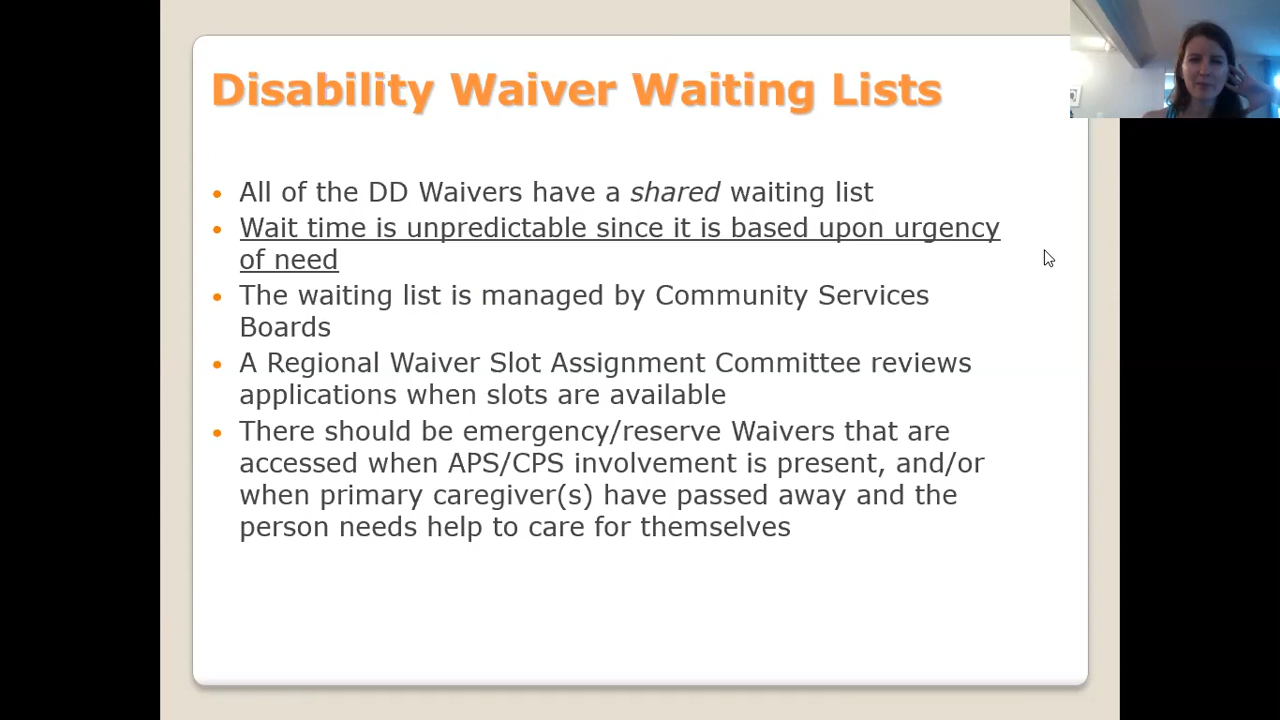 Disability Waiver Waiting Lists
• All of the DD Waivers have a shared waiting list
• Wait time is unpredictable since it is based upon urgency
of need
• The waiting list is managed by Community Services
Boards
• A Regional Waiver Slot Assignment Committee reviews
applications when slots are available
• There should be emergency/reserve Waivers that are
accessed when APS/CPS involvement is present, and/or
when primary caregiver(s) have passed away and the
person needs help to care for themselves